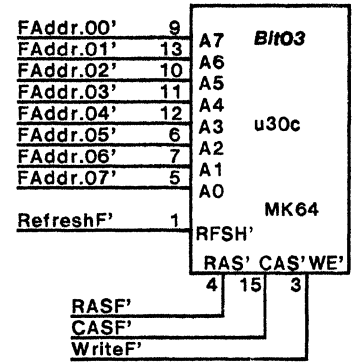 FAddr.00' 9 A7 Bit03
FAddr.01' 13 A6
FAddr.02' 10 A5
FAddr.03' 11 A4
FAddr.04' 12 A3 u30c
FAddr.05' 6 A2
FAddr.06' 7 A1
FAddr.07' 5 A0
MK64
RefreshF' 1 RFSH'
RAS' CAS' WE'
4 15 3
RASF'
CASF'
WriteF'